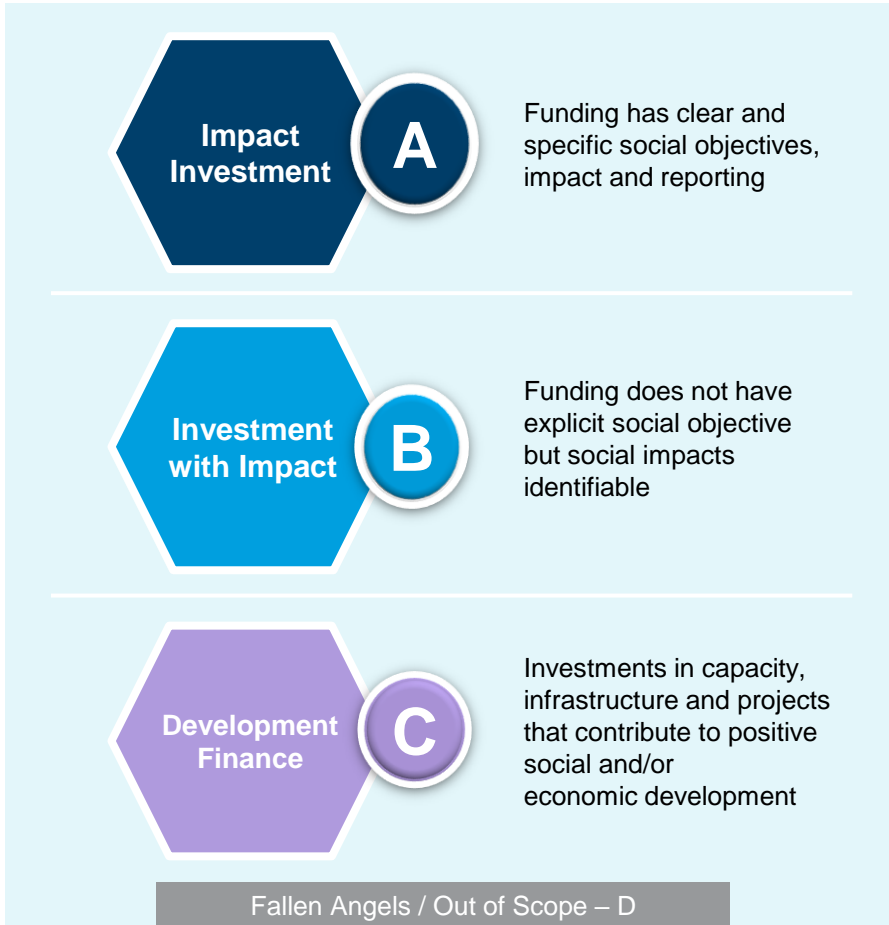 Impact
Investment
A
Funding has clear and
specific social objectives,
impact and reporting
Investment
with Impact
B
Funding does not have
explicit social objective
but social impacts
identifiable
Development
Finance
C
Investments in capacity,
infrastructure and projects
that contribute to positive
social and/or
economic development
Fallen Angels / Out of Scope – D